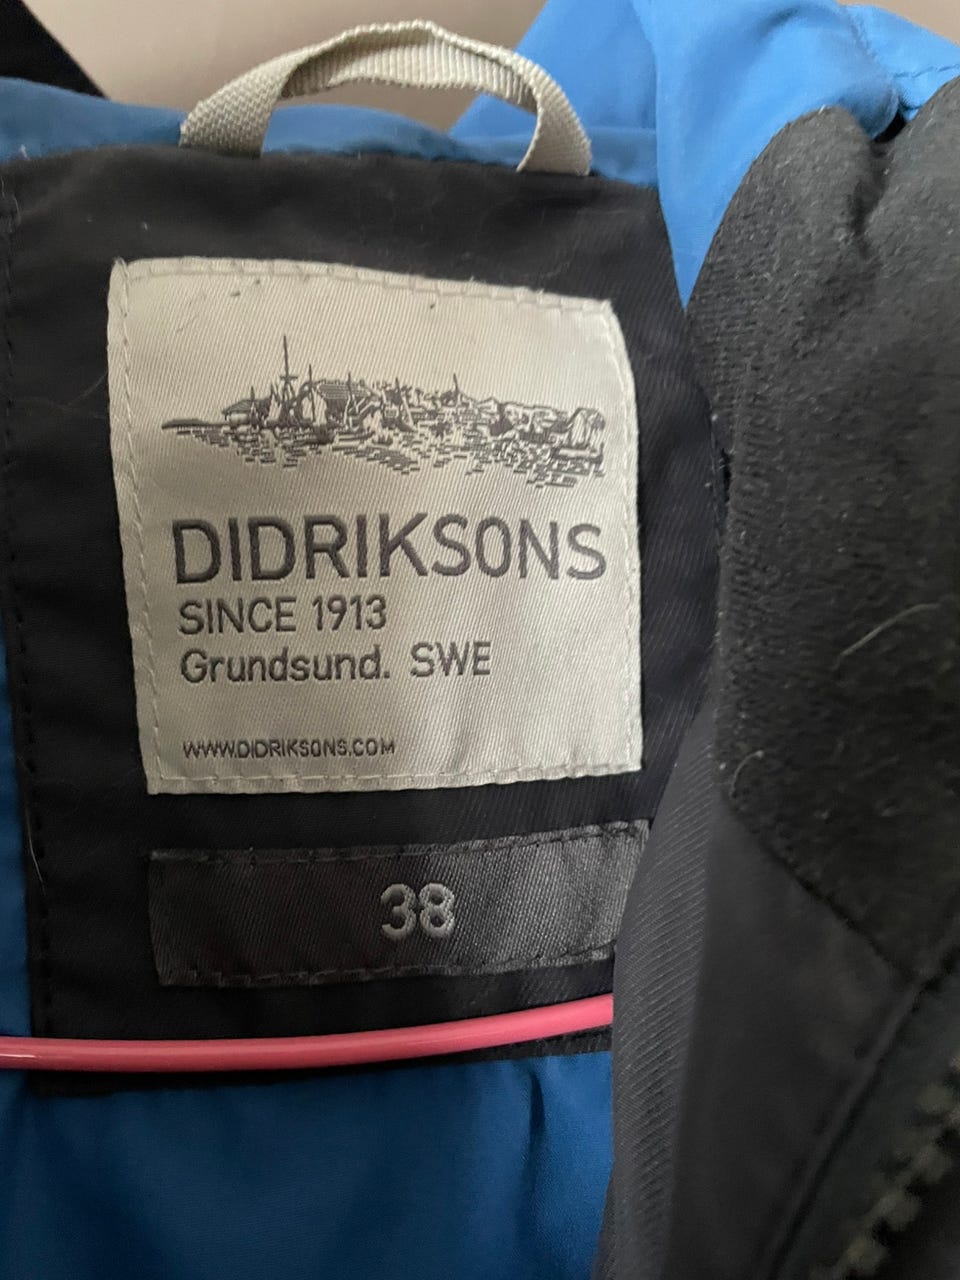 DIDRIKSONS
SINCE 1913
Grundsund. SWE
WWW.DIDRIKSONS.COM
38